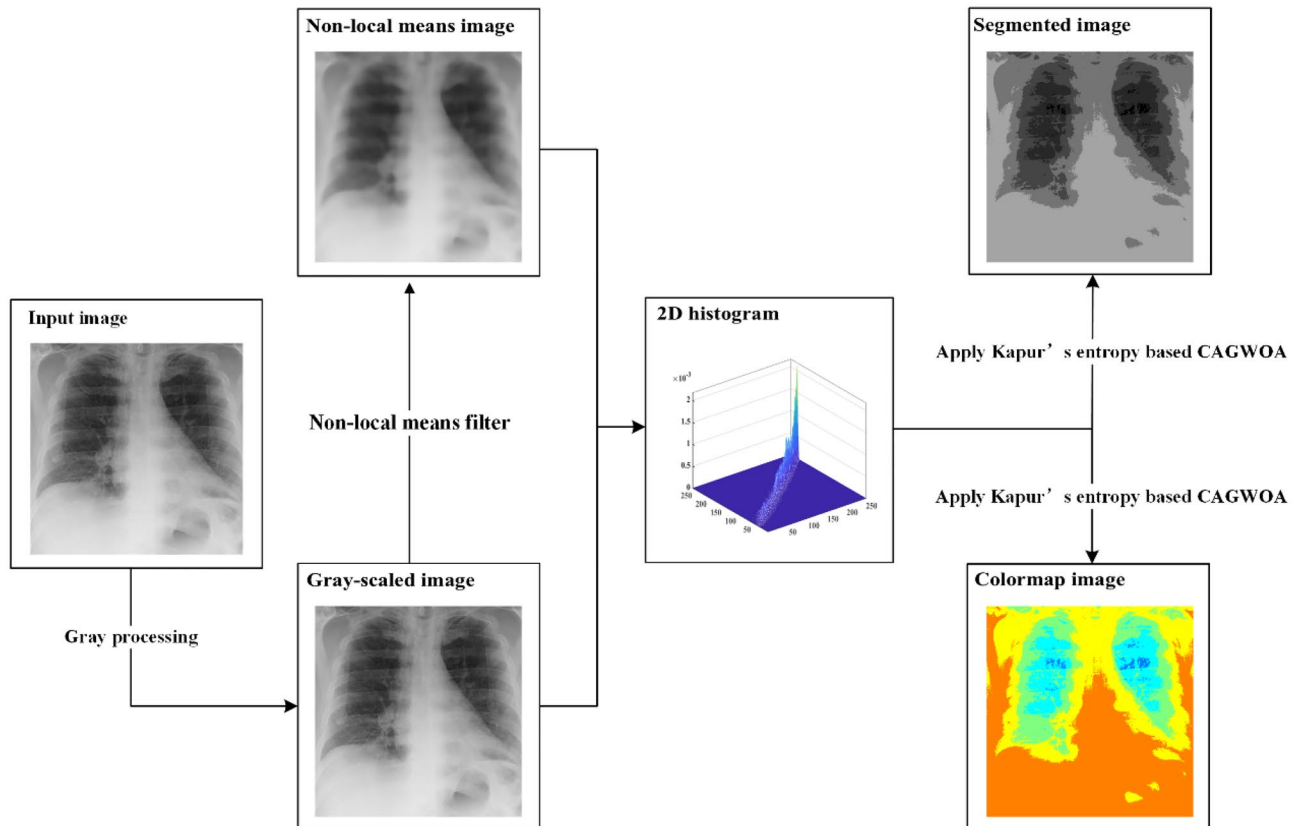 Non-local means image
Segmented image
Input image
2D histogram
×10⁻³
2
1.5
1
0.5
0
250
200
150
100
50
50
100
150
200
250
Apply Kapur’s entropy based CAGWOA
Non-local means filter
Apply Kapur’s entropy based CAGWOA
Gray-scaled image
Colormap image
Gray processing